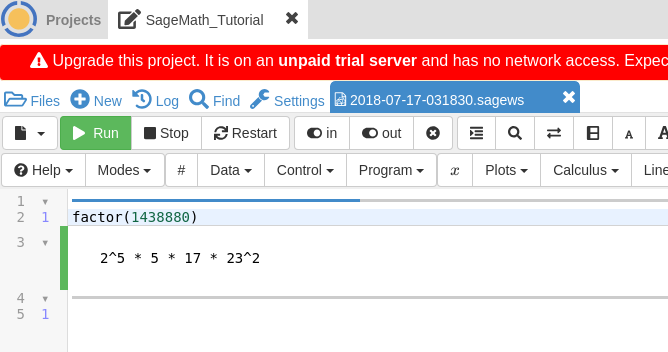 Projects SageMath_Tutorial
Upgrade this project. It is on an unpaid trial server and has no network access. Expec
Files New Log Find Settings 2018-07-17-031830.sagews
Run Stop Restart in out A A
Help Modes # Data Control Program x Plots Calculus Line
1
2 1 factor(1438880)
3
2^5 * 5 * 17 * 23^2
4
5 1